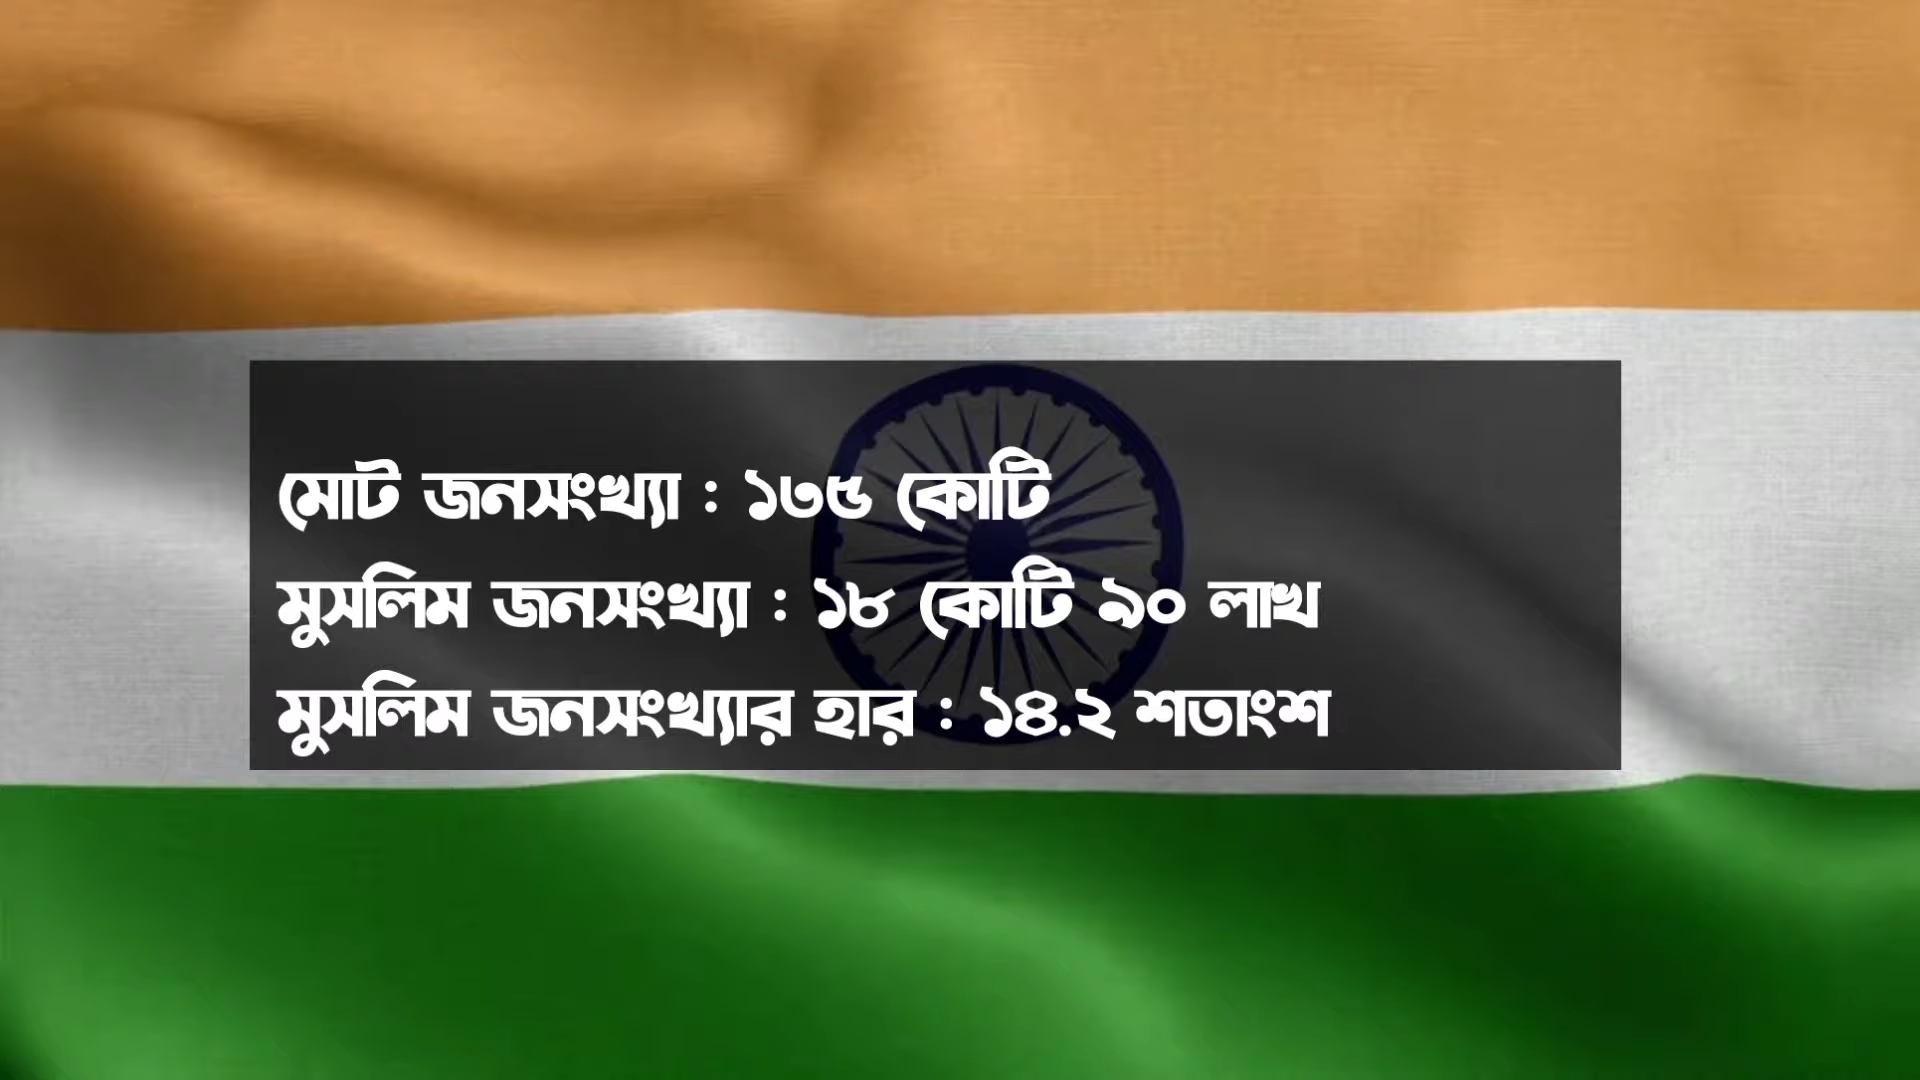 মোট জনসংখ্যা : ১৩৫ কোটি
মুসলিম জনসংখ্যা : ১৮ কোটি ৯০ লাখ
মুসলিম জনসংখ্যার হার : ১৪.২ শতাংশ